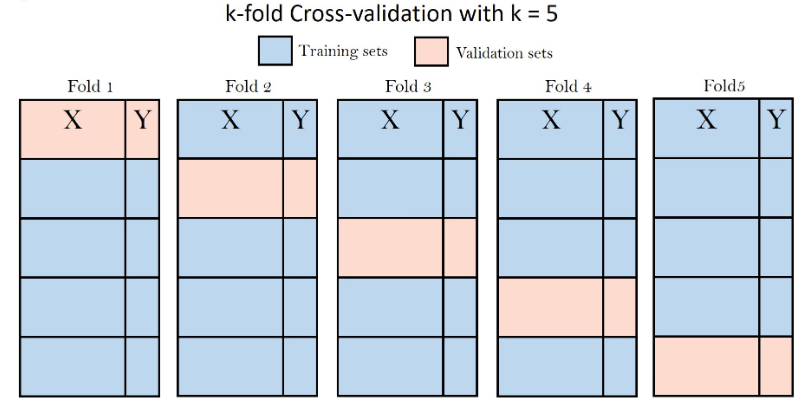 k-fold Cross-validation with k = 5
Training sets
Validation sets
Fold 1
Fold 2
Fold 3
Fold 4
Fold5
X Y
X Y
X Y
X Y
X Y